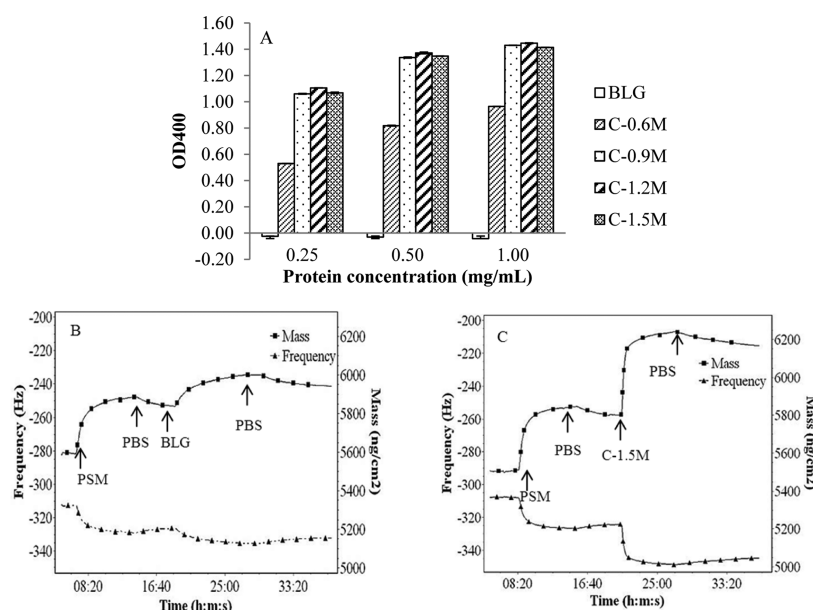 A
1.60
1.40
1.20
1.00
0.80
0.60
0.40
0.20
0.00
-0.20
OD400
0.25 0.50 1.00
Protein concentration (mg/mL)
BLG
C-0.6M
C-0.9M
C-1.2M
C-1.5M
B
-200
-220
-240
-260
-280
-300
-320
-340
Frequency (Hz)
Mass
Frequency
PSM
PBS
BLG
PBS
6200
6000
5800
5600
5400
5200
5000
Mass (ng/cm2)
08:20 16:40 25:00 33:20
Time (h:m:s)
C
-200
-220
-240
-260
-280
-300
-320
-340
Frequency (Hz)
Mass
Frequency
PSM
PBS
C-1.5M
PBS
6200
6000
5800
5600
5400
5200
5000
Mass (ng/cm2)
08:20 16:40 25:00 33:20
Time (h:m:s)